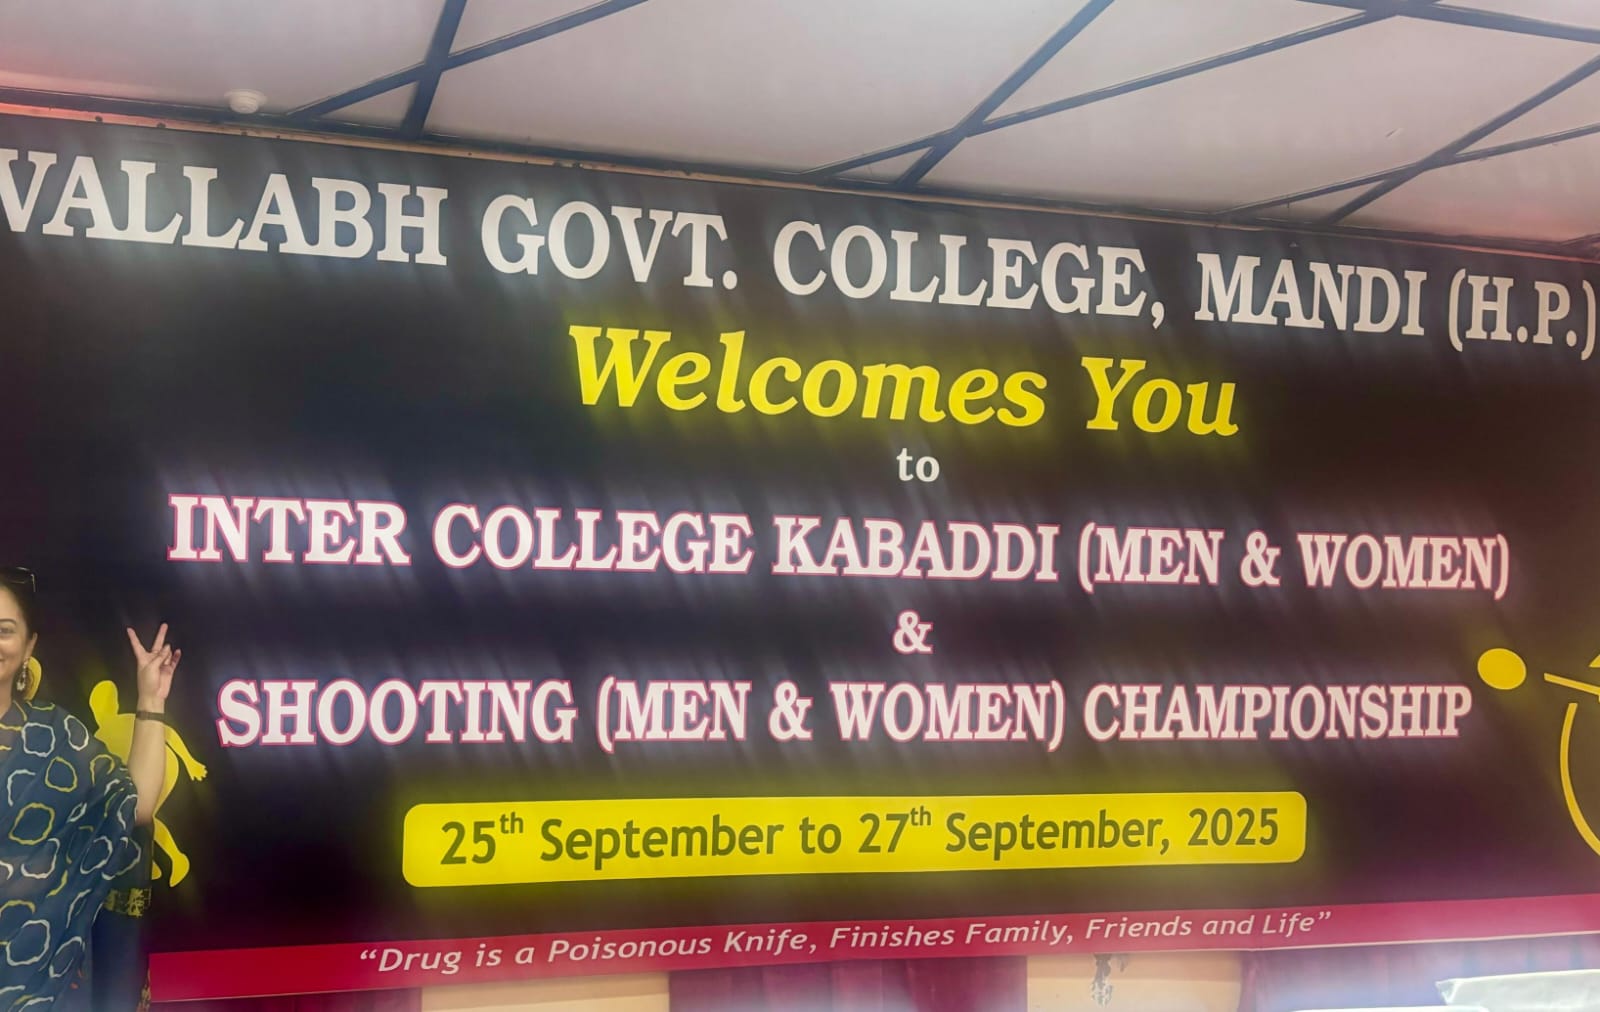 VALLABH GOVT. COLLEGE, MANDI (H.P.)
Welcomes You
to
INTER COLLEGE KABADDI (MEN & WOMEN)
&
SHOOTING (MEN & WOMEN) CHAMPIONSHIP
25th September to 27th September, 2025
“Drug is a Poisonous Knife, Finishes Family, Friends and Life”